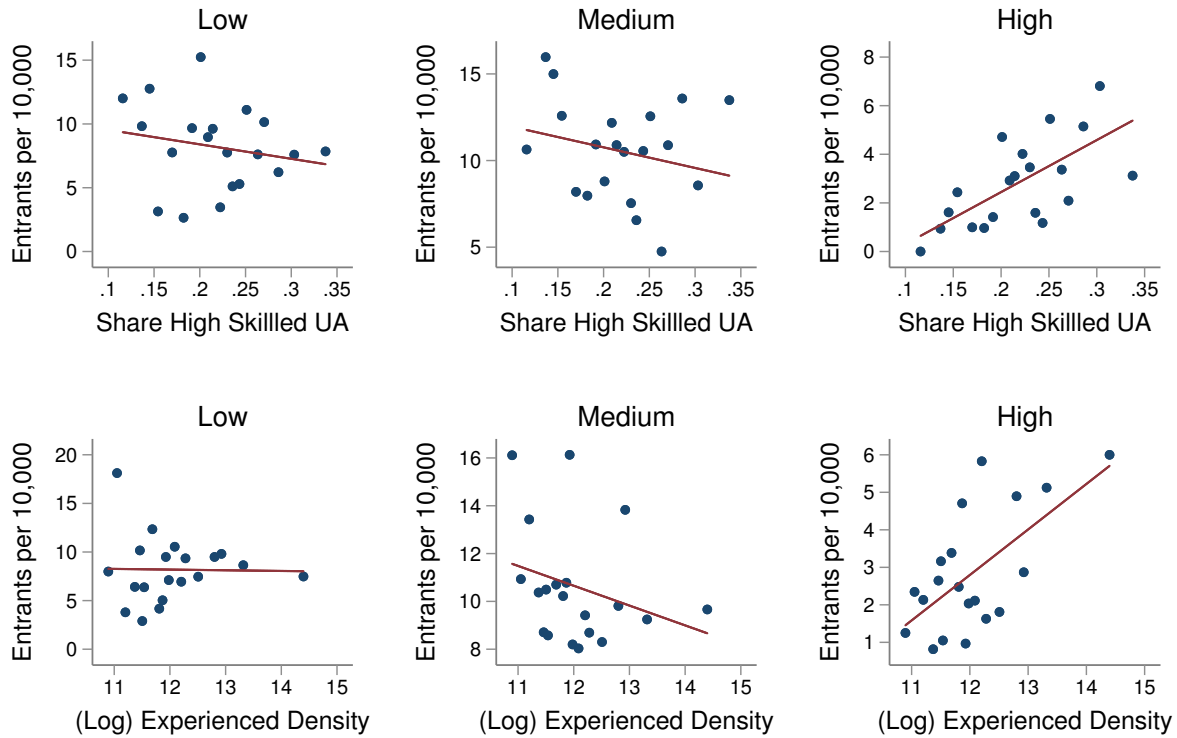 Low
Medium
High
Entrants per 10,000
15
10
5
0
.1 .15 .2 .25 .3 .35
Share High Skillled UA
Entrants per 10,000
15
10
5
.1 .15 .2 .25 .3 .35
Share High Skillled UA
Entrants per 10,000
8
6
4
2
0
.1 .15 .2 .25 .3 .35
Share High Skillled UA
Low
Medium
High
Entrants per 10,000
20
15
10
5
0
11 12 13 14 15
(Log) Experienced Density
Entrants per 10,000
16
14
12
10
8
11 12 13 14 15
(Log) Experienced Density
Entrants per 10,000
6
5
4
3
2
1
11 12 13 14 15
(Log) Experienced Density